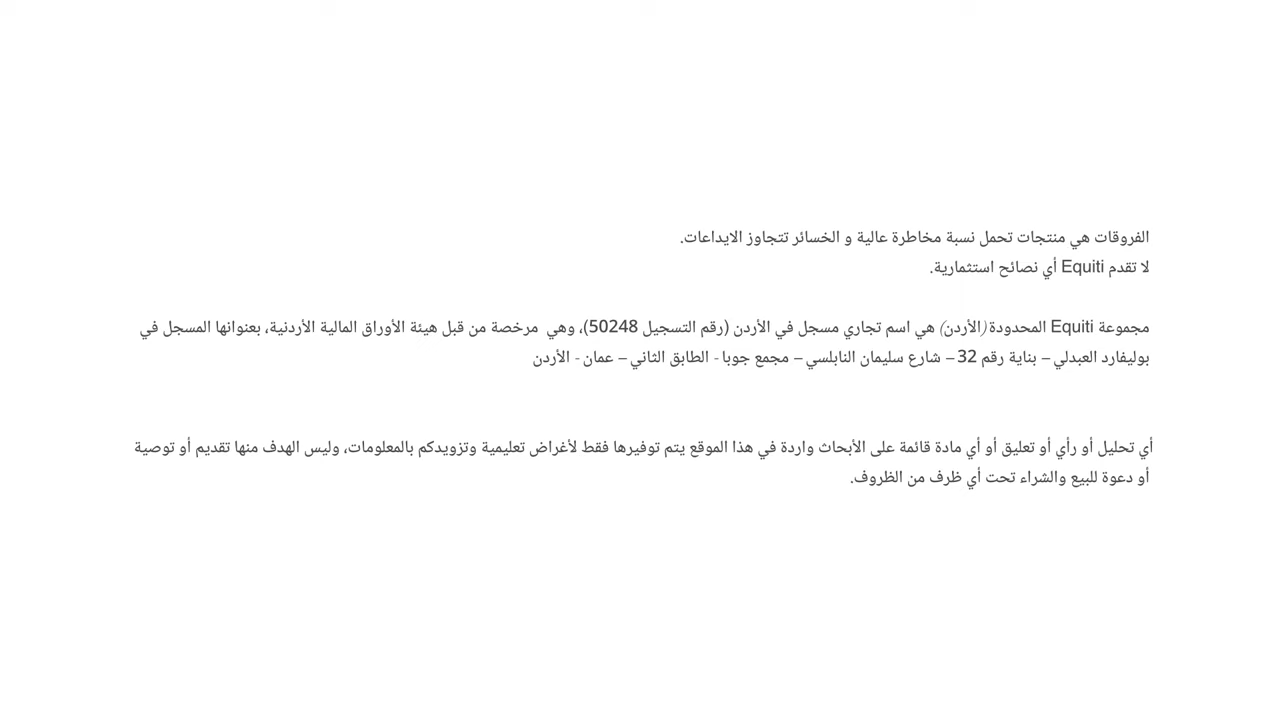 الفروقات هي منتجات تحمل نسبة مخاطرة عالية و الخسائر تتجاوز الايداعات.
لا تقدم Equiti أي نصائح استثمارية.
مجموعة Equiti المحدودة (الأردن) هي اسم تجاري مسجل في الأردن (رقم التسجيل 50248)، وهي مرخصة من قبل هيئة الأوراق المالية الأردنية، بعنوانها المسجل في
بوليفارد العبدلي – بناية رقم 32 – شارع سليمان النابلسي – مجمع جوبا - الطابق الثاني – عمان - الأردن
أي تحليل أو رأي أو تعليق أو أي مادة قائمة على الأبحاث واردة في هذا الموقع يتم توفيرها فقط لأغراض تعليمية وتزويدكم بالمعلومات، وليس الهدف منها تقديم أو توصية
أو دعوة للبيع والشراء تحت أي ظرف من الظروف.